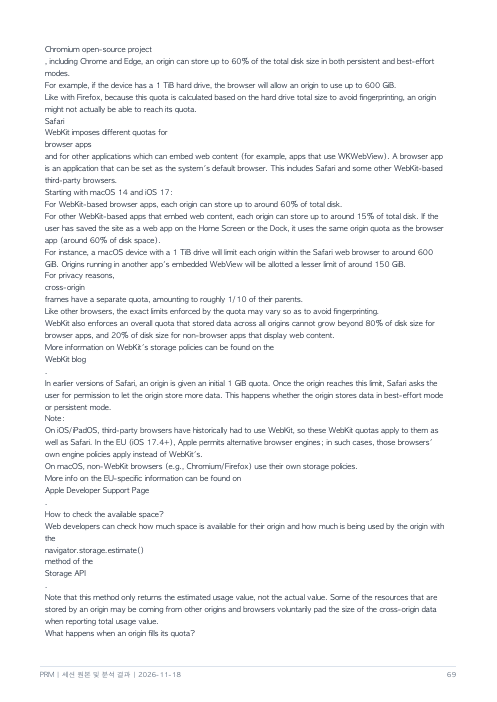 Chromium open-source project
, including Chrome and Edge, an origin can store up to 60% of the total disk size in both persistent and best-effort
modes.
For example, if the device has a 1 TiB hard drive, the browser will allow an origin to use up to 600 GiB.
Like with Firefox, because this quota is calculated based on the hard drive total size to avoid fingerprinting, an origin
might not actually be able to reach its quota.
Safari
WebKit imposes different quotas for
browser apps
and for other applications which can embed web content (for example, apps that use WKWebView). A browser app
is an application that can be set as the system's default browser. This includes Safari and some other WebKit-based
third-party browsers.
Starting with macOS 14 and iOS 17:
For WebKit-based browser apps, each origin can store up to around 60% of total disk.
For other WebKit-based apps that embed web content, each origin can store up to around 15% of total disk. If the
user has saved the site as a web app on the Home Screen or the Dock, it uses the same origin quota as the browser
app (around 60% of disk space).
For instance, a macOS device with a 1 TiB drive will limit each origin within the Safari web browser to around 600
GiB. Origins running in another app's embedded WebView will be allotted a lesser limit of around 150 GiB.
For privacy reasons,
cross-origin
frames have a separate quota, amounting to roughly 1/10 of their parents.
Like other browsers, the exact limits enforced by the quota may vary so as to avoid fingerprinting.
WebKit also enforces an overall quota that stored data across all origins cannot grow beyond 80% of disk size for
browser apps, and 20% of disk size for non-browser apps that display web content.
More information on WebKit's storage policies can be found on the
WebKit blog
.
In earlier versions of Safari, an origin is given an initial 1 GiB quota. Once the origin reaches this limit, Safari asks the
user for permission to let the origin store more data. This happens whether the origin stores data in best-effort mode
or persistent mode.
Note:
On iOS/iPadOS, third-party browsers have historically had to use WebKit, so these WebKit quotas apply to them as
well as Safari. In the EU (iOS 17.4+), Apple permits alternative browser engines; in such cases, those browsers'
own engine policies apply instead of WebKit's.
On macOS, non-WebKit browsers (e.g., Chromium/Firefox) use their own storage policies.
More info on the EU-specific information can be found on
Apple Developer Support Page
.
How to check the available space?
Web developers can check how much space is available for their origin and how much is being used by the origin with
the
navigator.storage.estimate()
method of the
Storage API
.
Note that this method only returns the estimated usage value, not the actual value. Some of the resources that are
stored by an origin may be coming from other origins and browsers voluntarily pad the size of the cross-origin data
when reporting total usage value.
What happens when an origin fills its quota?
PRM | 세션 원본 및 분석 결과 | 2026-11-18
69